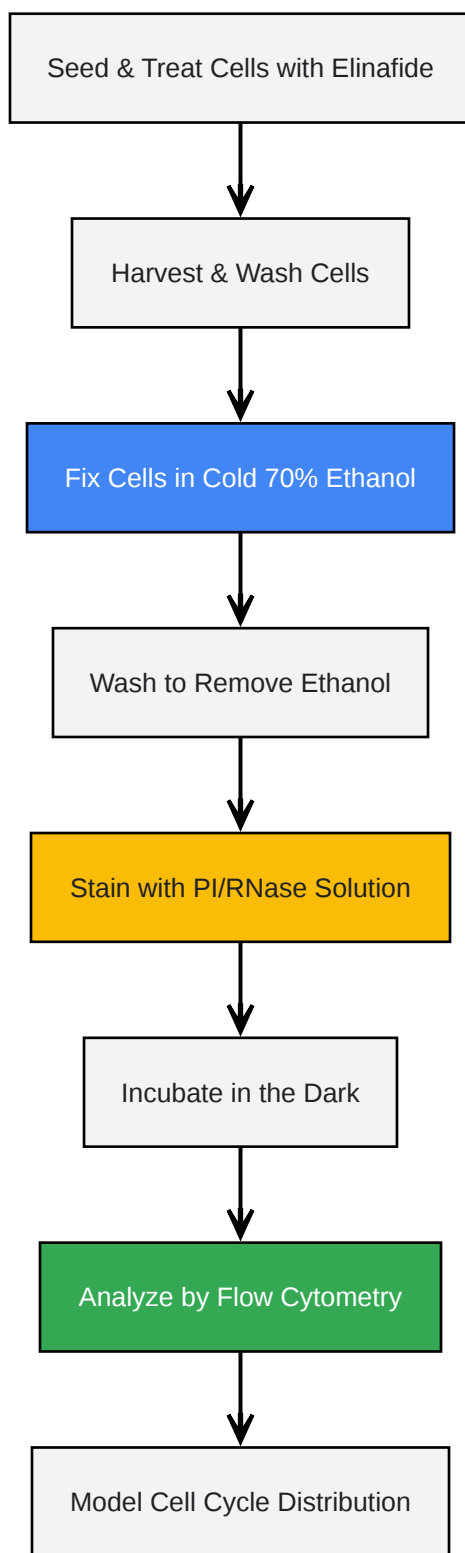 Seed & Treat Cells with Elinafide
Harvest & Wash Cells
Fix Cells in Cold 70% Ethanol
Wash to Remove Ethanol
Stain with PI/RNase Solution
Incubate in the Dark
Analyze by Flow Cytometry
Model Cell Cycle Distribution